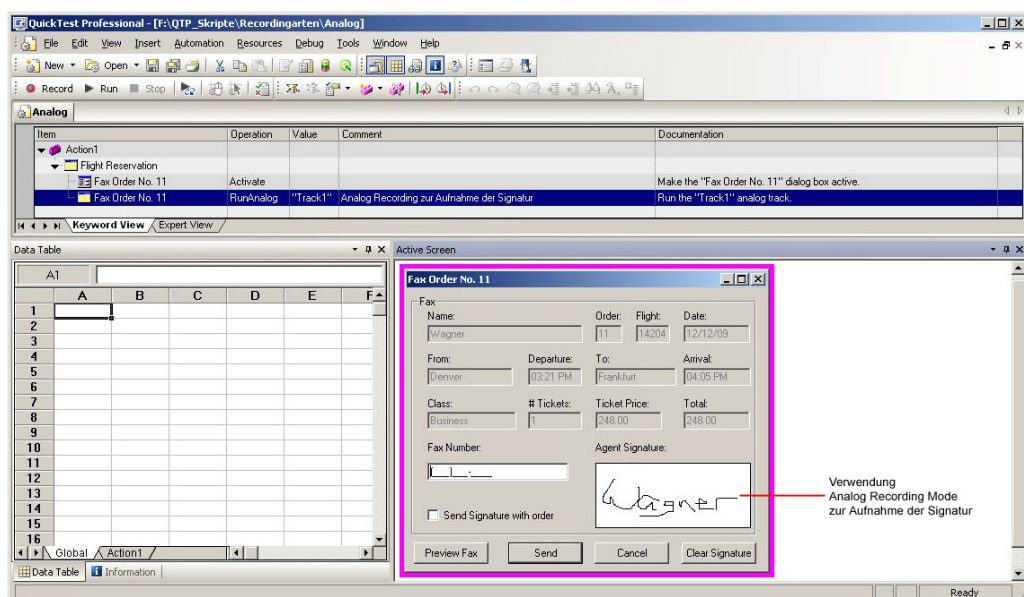 QuickTest Professional - [F:\QTP_Skripte\Recordingarten\Analog]
File Edit View Insert Automation Resources Debug Tools Window Help
New Open
Record Run Stop
Analog
Item Operation Value Comment Documentation
Action1
Flight Reservation
Fax Order No. 11 Activate Make the "Fax Order No. 11" dialog box active.
Fax Order No. 11 RunAnalog "Track1" Analog Recording zur Aufnahme der Signatur Run the "Track1" analog track.
Keyword View Expert View
Data Table
A1
A B C D E F
1
2
3
4
5
6
7
8
9
10
11
12
13
14
15
16
Global Action1
Data Table Information
Active Screen
Fax Order No. 11
Fax
Name: Order: Flight: Date:
Wagner 11 14204 12/12/09
From: Departure: To: Arrival:
Denver 03:21 PM Frankfurt 04:05 PM
Class: # Tickets: Ticket Price: Total:
Business 1 248.00 248.00
Fax Number: Agent Signature:
Wagner
Send Signature with order
Preview Fax Send Cancel Clear Signature
Verwendung
Analog Recording Mode
zur Aufnahme der Signatur
Ready